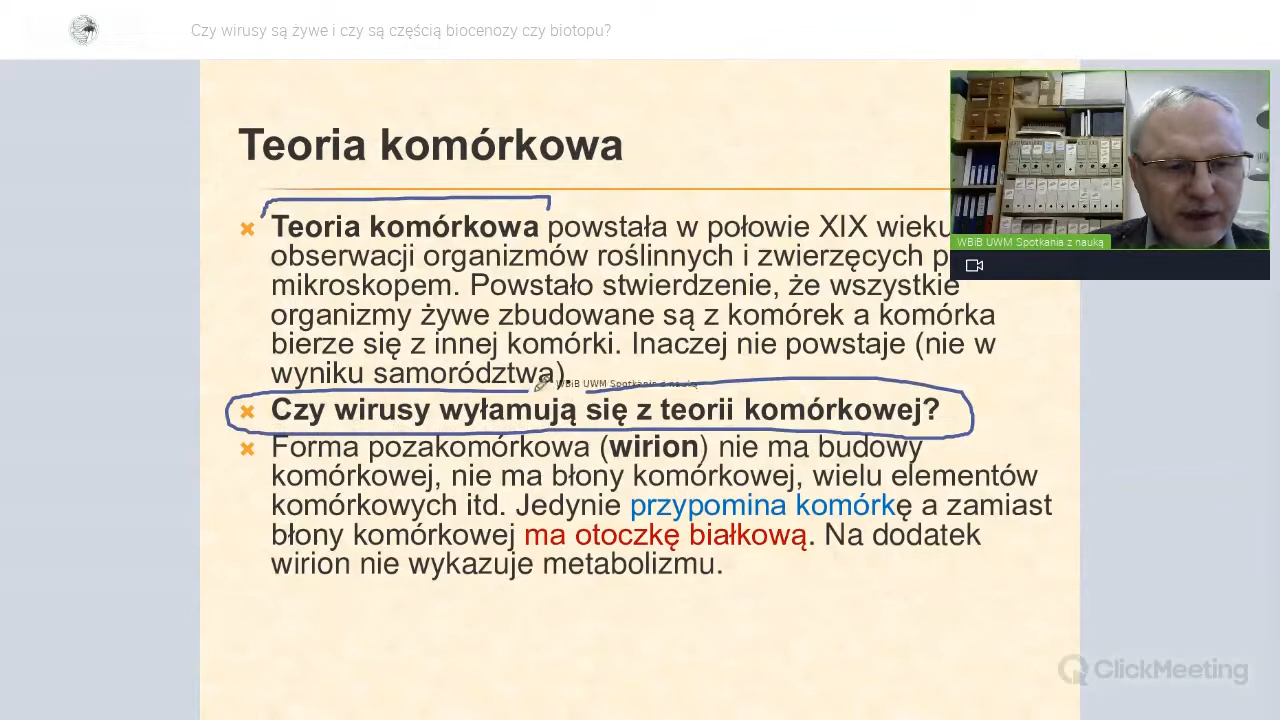 Czy wirusy są żywe i czy są częścią biocenozy czy biotopu?
Teoria komórkowa
Teoria komórkowa powstała w połowie XIX wieku
obserwacji organizmów roślinnych i zwierzęcych p
mikroskopem. Powstało stwierdzenie, że wszystkie
organizmy żywe zbudowane są z komórek a komórka
bierze się z innej komórki. Inaczej nie powstaje (nie w
wyniku samorództwa).
Czy wirusy wyłamują się z teorii komórkowej?
Forma pozakomórkowa (wirion) nie ma budowy
komórkowej, nie ma błony komórkowej, wielu elementów
komórkowych itd. Jedynie przypomina komórkę a zamiast
błony komórkowej ma otoczkę białkową. Na dodatek
wirion nie wykazuje metabolizmu.
WBiB UWM Spotkania z nauką
WBiB UWM Spotkania z nauką
ClickMeeting